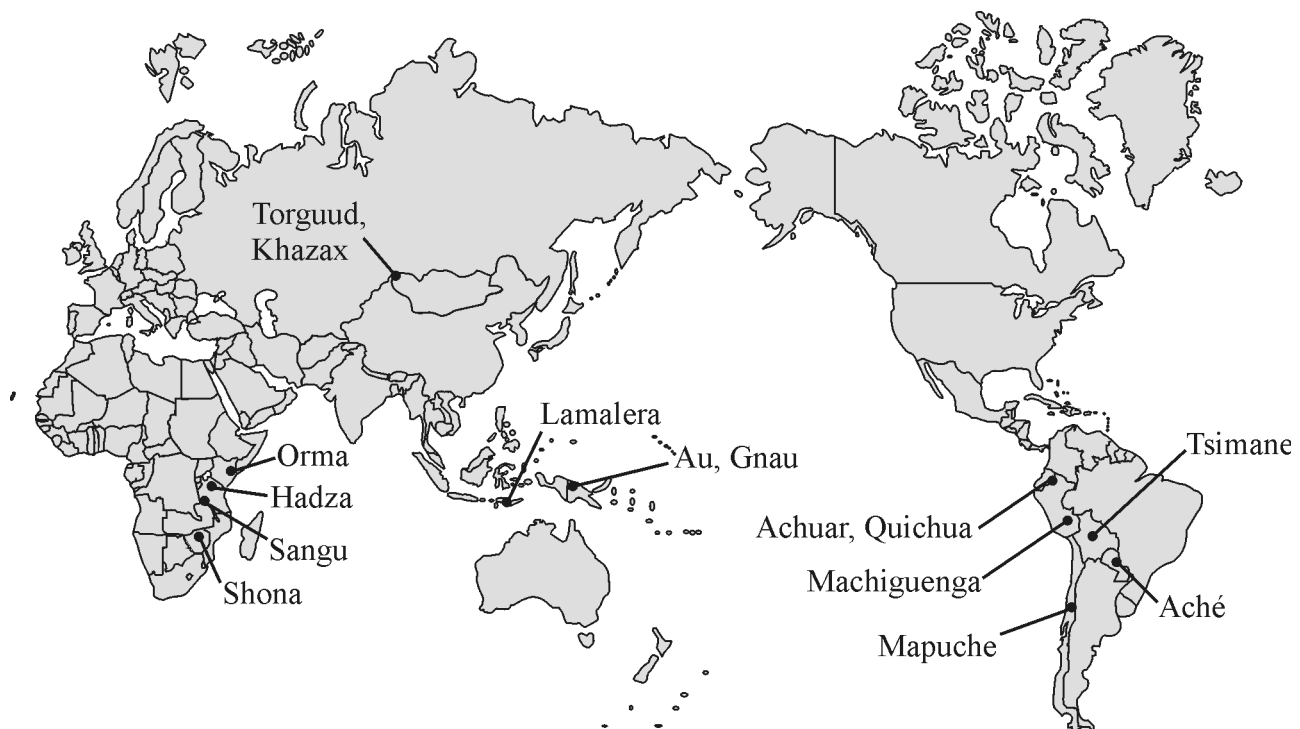 Torguud,
Khazax
Lamalera
Tsimane
Orma
Au, Gnau
Hadza
Achuar, Quichua
Sangu
Machiguenga
Shona
Aché
Mapuche